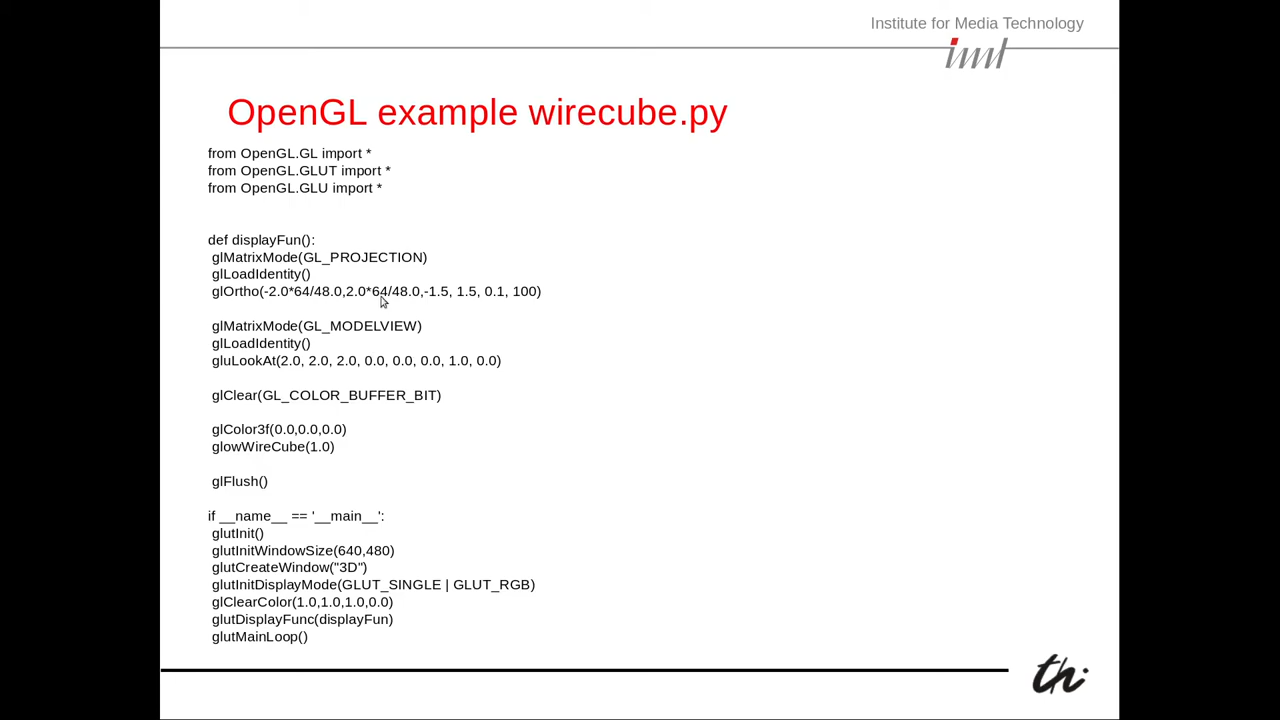 Institute for Media Technology
imt
OpenGL example wirecube.py
from OpenGL.GL import *
from OpenGL.GLUT import *
from OpenGL.GLU import *
def displayFun():
glMatrixMode(GL_PROJECTION)
glLoadIdentity()
glOrtho(-2.0*64/48.0,2.0*64/48.0,-1.5, 1.5, 0.1, 100)
glMatrixMode(GL_MODELVIEW)
glLoadIdentity()
gluLookAt(2.0, 2.0, 2.0, 0.0, 0.0, 0.0, 1.0, 0.0)
glClear(GL_COLOR_BUFFER_BIT)
glColor3f(0.0,0.0,0.0)
glowWireCube(1.0)
glFlush()
if __name__ == '__main__':
glutInit()
glutInitWindowSize(640,480)
glutCreateWindow("3D")
glutInitDisplayMode(GLUT_SINGLE | GLUT_RGB)
glClearColor(1.0,1.0,1.0,0.0)
glutDisplayFunc(displayFun)
glutMainLoop()
th